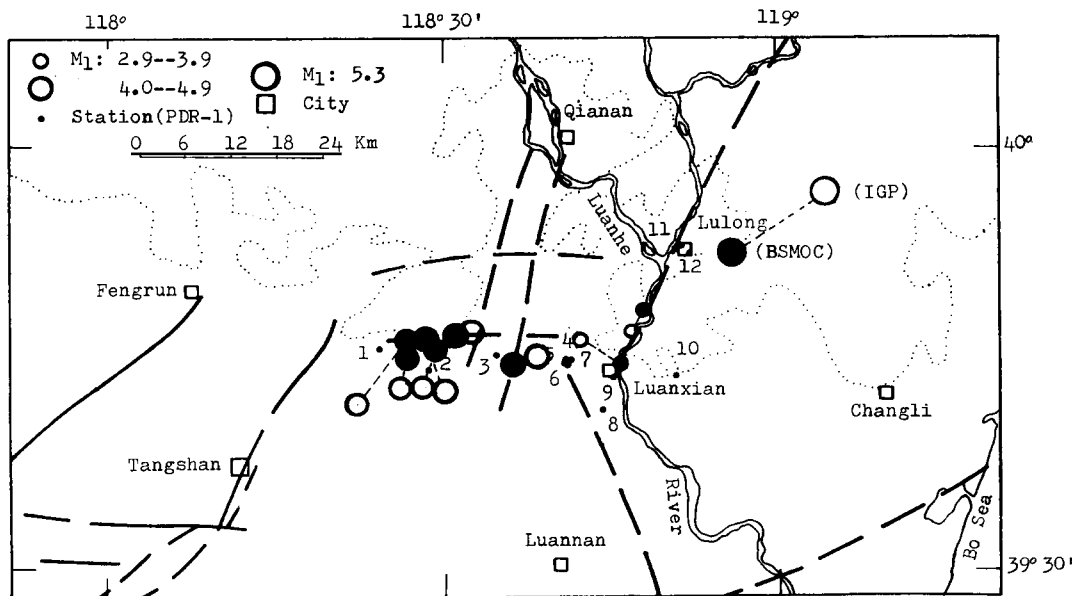 118° 118° 30' 119°
M1: 2.9--3.9
4.0--4.9
M1: 5.3
City
Station(PDR-1)
0 6 12 18 24 Km
Qianan
40°
(IGP)
Luanhe
11 Lulong
12
(BSMOC)
Fengrun
1
2
3
4
5
6
7
10
9 Luanxian
8
Changli
Tangshan
River
Luannan
Bo Sea
39° 30'